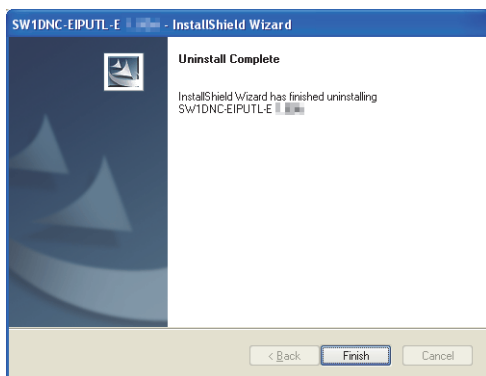 SW1DNC-EIPUTL-E - InstallShield Wizard
Uninstall Complete
InstallShield Wizard has finished uninstalling
SW1DNC-EIPUTL-E
< Back Finish Cancel